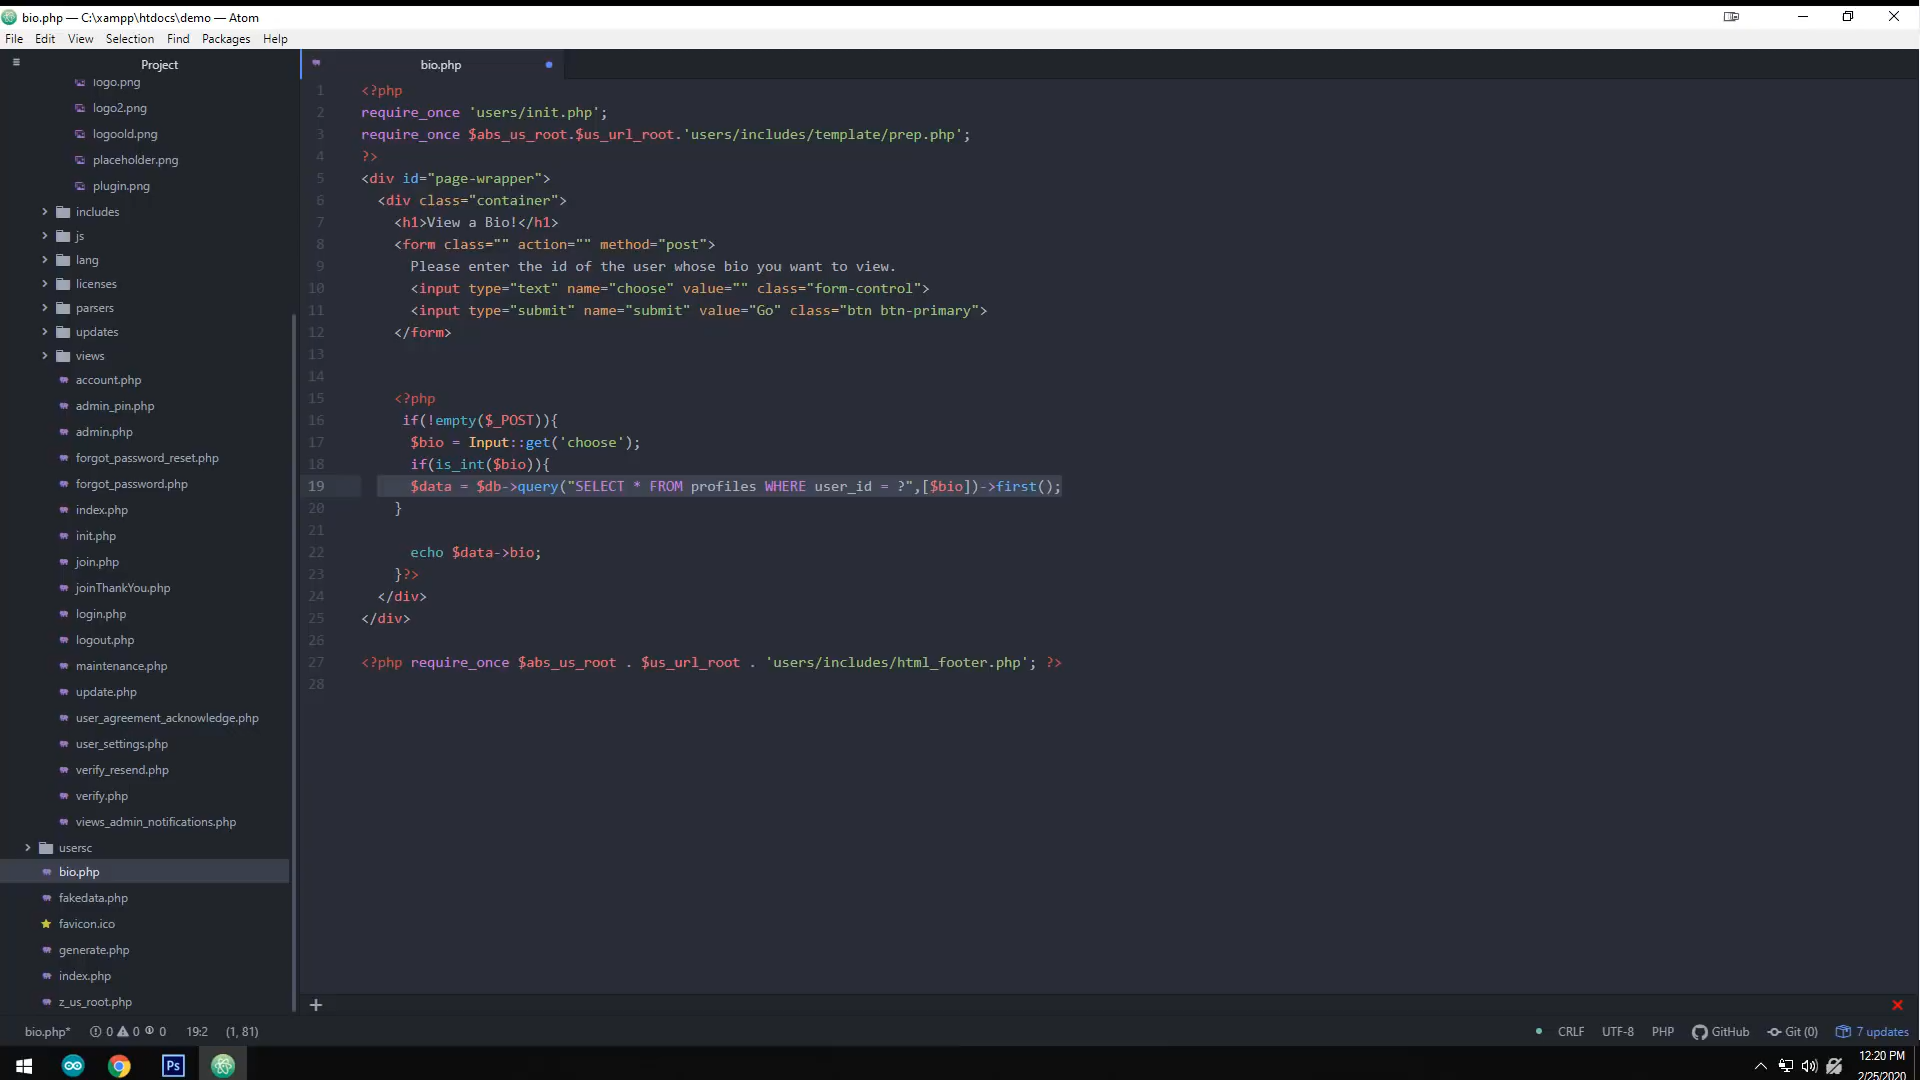 bio.php — C:\xampp\htdocs\demo — Atom
File Edit View Selection Find Packages Help
Project
logo.png
logo2.png
logoold.png
placeholder.png
plugin.png
includes
js
lang
licenses
parsers
updates
views
account.php
admin_pin.php
admin.php
forgot_password_reset.php
forgot_password.php
index.php
init.php
join.php
joinThankYou.php
login.php
logout.php
maintenance.php
update.php
user_agreement_acknowledge.php
user_settings.php
verify_resend.php
verify.php
views_admin_notifications.php
usersc
bio.php
fakedata.php
favicon.ico
generate.php
index.php
z_us_root.php
bio.php
1 <?php
2 require_once 'users/init.php';
3 require_once $abs_us_root.$us_url_root.'users/includes/template/prep.php';
4 ?>
5 <div id="page-wrapper">
6 <div class="container">
7 <h1>View a Bio!</h1>
8 <form class="" action="" method="post">
9 Please enter the id of the user whose bio you want to view.
10 <input type="text" name="choose" value="" class="form-control">
11 <input type="submit" name="submit" value="Go" class="btn btn-primary">
12 </form>
13
14
15 <?php
16 if(!empty($_POST)){
17 $bio = Input::get('choose');
18 if(is_int($bio)){
19 $data = $db->query("SELECT * FROM profiles WHERE user_id = ?",[$bio])->first();
20 }
21
22 echo $data->bio;
23 }?>
24 </div>
25 </div>
26
27 <?php require_once $abs_us_root . $us_url_root . 'users/includes/html_footer.php'; ?>
28
bio.php* 0 0 0 19:2 (1, 81)
CRLF UTF-8 PHP GitHub Git (0) 7 updates
Ps
12:20 PM
2/25/2020